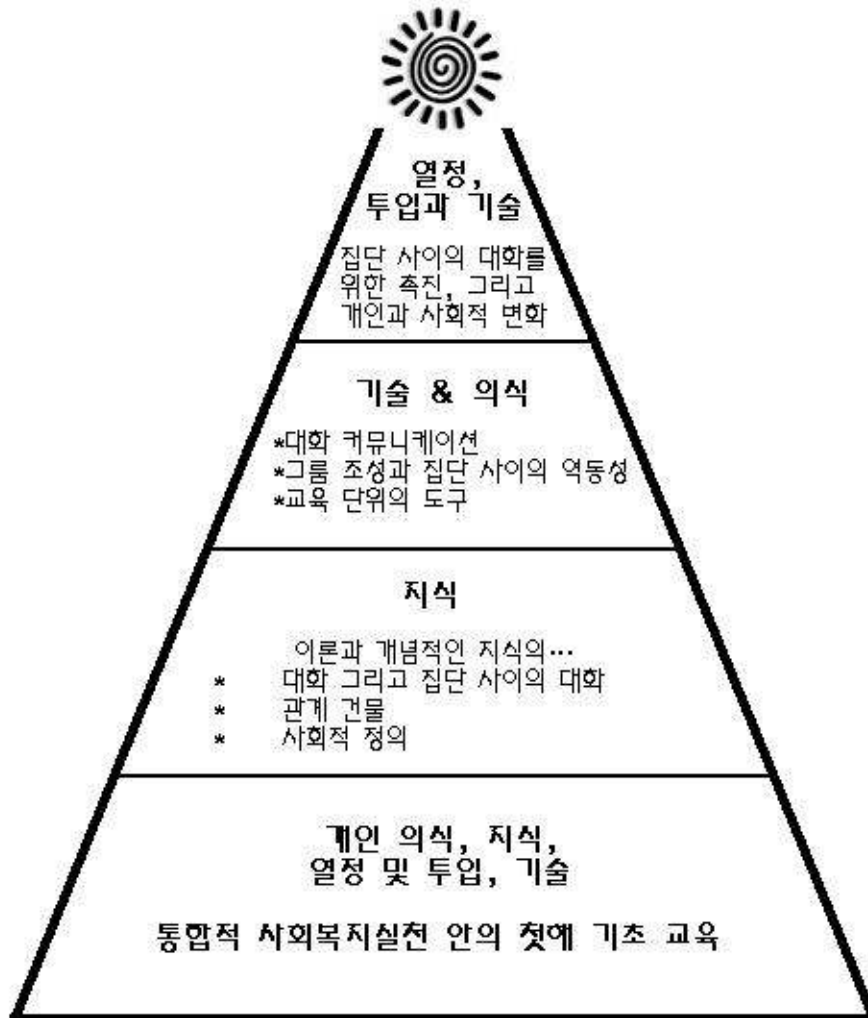 열정,
투입과 기술
집단 사이의 대화를
위한 촉진, 그리고
개인과 사회적 변화
기술 & 의식
*대화 커뮤니케이션
*그룹 조성과 집단 사이의 역동성
*교육 단위의 도구
지식
이론과 개념적인 지식의...
* 대화 그리고 집단 사이의 대화
* 관계 건물
* 사회적 정의
개인 의식, 지식,
열정 및 투입, 기술
통합적 사회복지실천 안의 첫해 기초 교육